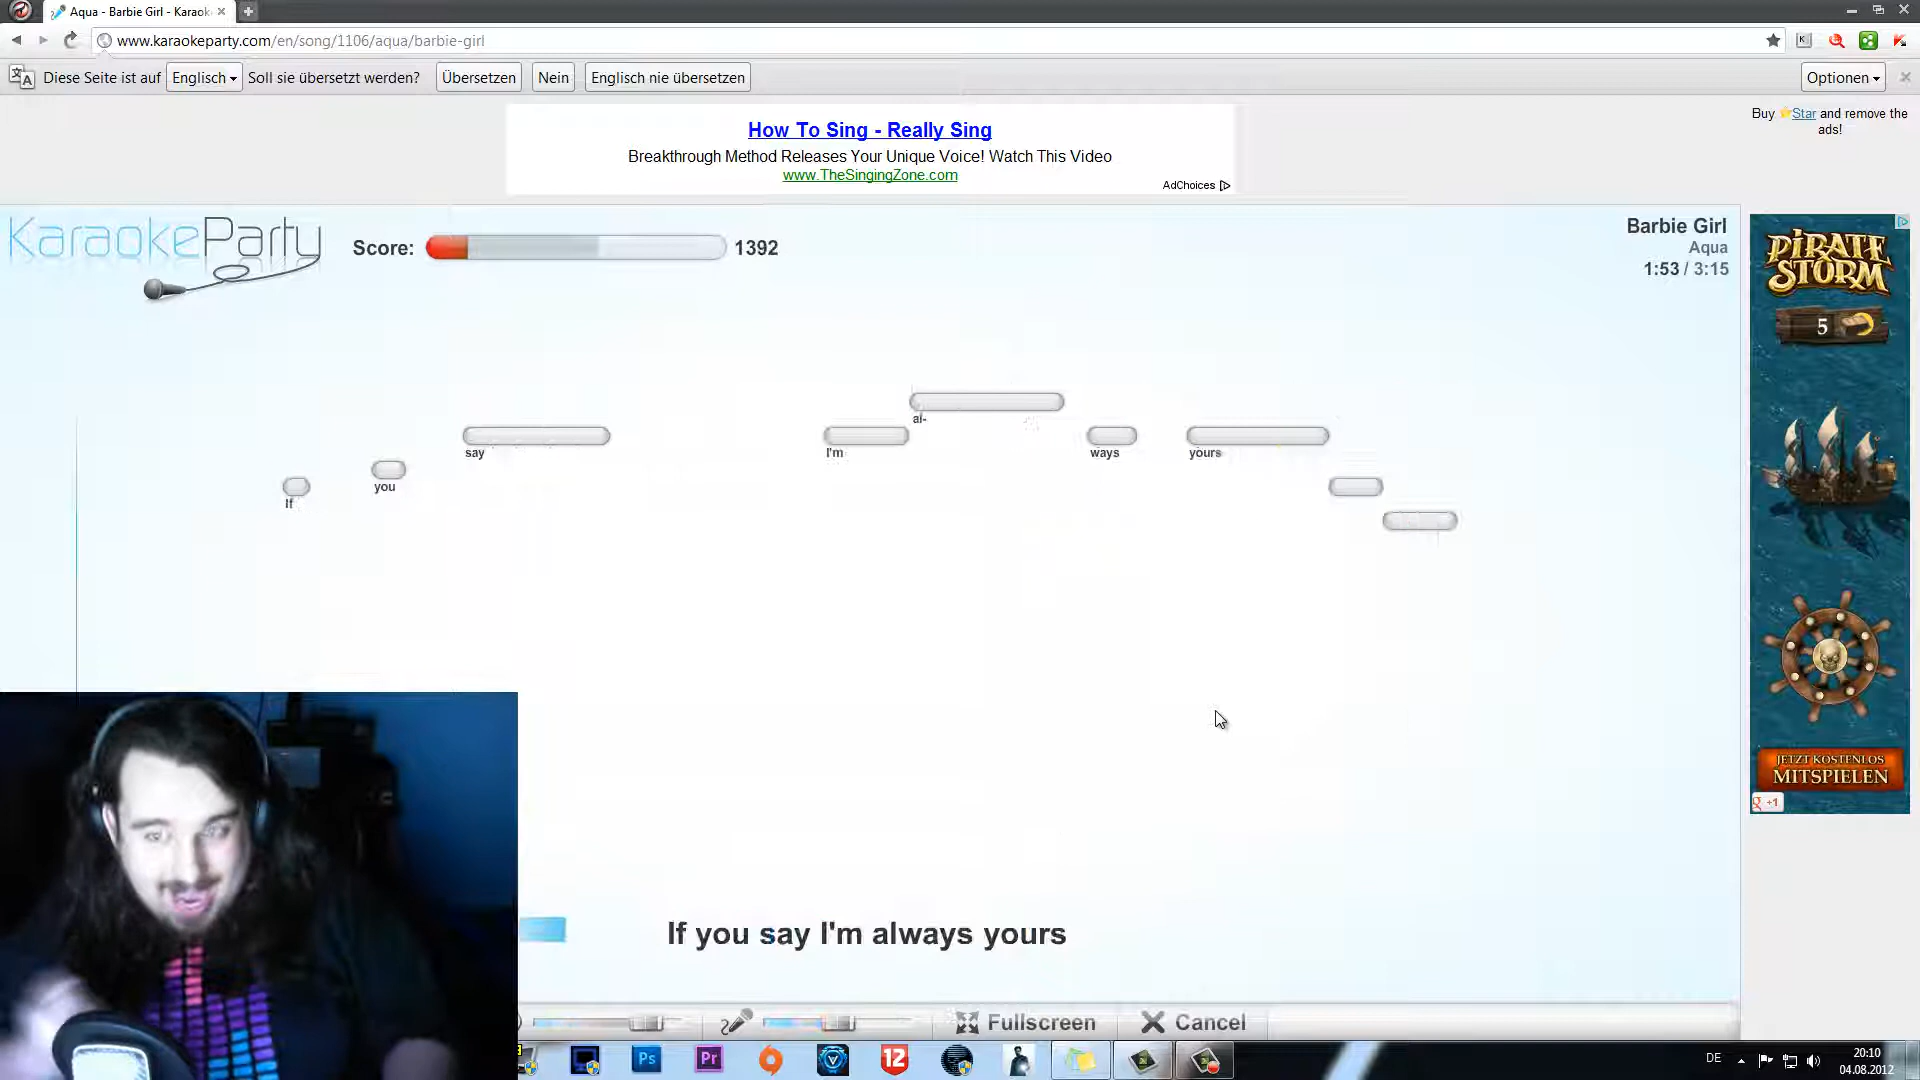 Aqua - Barbie Girl - Karaok
www.karaokeparty.com/en/song/1106/aqua/barbie-girl
Diese Seite ist auf Englisch Soll sie übersetzt werden? Übersetzen Nein Englisch nie übersetzen Optionen
How To Sing - Really Sing
Breakthrough Method Releases Your Unique Voice! Watch This Video
www.TheSingingZone.com
AdChoices
Buy Star and remove the
ads!
KaraokeParty
Score: 1392
Barbie Girl
Aqua
1:53 / 3:15
PIRATE
STORM
5
al-
say I'm ways yours
you
If
JETZT KOSTENLOS
MITSPIELEN
g +1
If you say I'm always yours
Fullscreen Cancel
Ps Pr 12
DE
20:10
04.08.2012